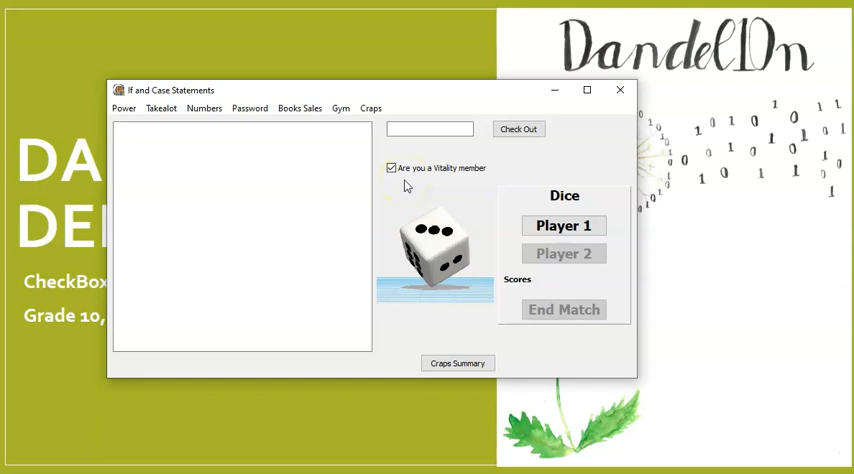 DandelIOn
If and Case Statements
Power Takealot Numbers Password Books Sales Gym Craps
Check Out
Are you a Vitality member
Dice
Player 1
Player 2
Scores
End Match
Craps Summary
DA
DE
CheckBox
Grade 10,